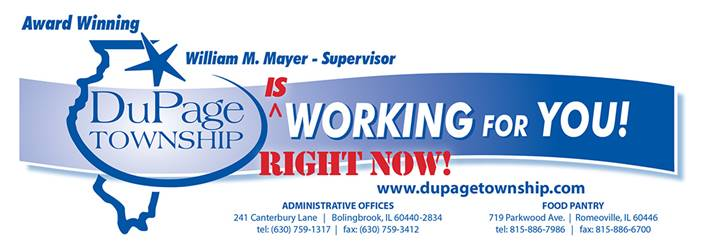 Award Winning
William M. Mayer - Supervisor
DuPage
TOWNSHIP
IS
^ WORKING FOR YOU!
RIGHT NOW!
www.dupagetownship.com
ADMINISTRATIVE OFFICES
241 Canterbury Lane | Bolingbrook, IL 60440-2834
tel: (630) 759-1317 | fax: (630) 759-3412
FOOD PANTRY
719 Parkwood Ave. | Romeoville, IL 60446
tel: 815-886-7986 | fax: 815-886-6700